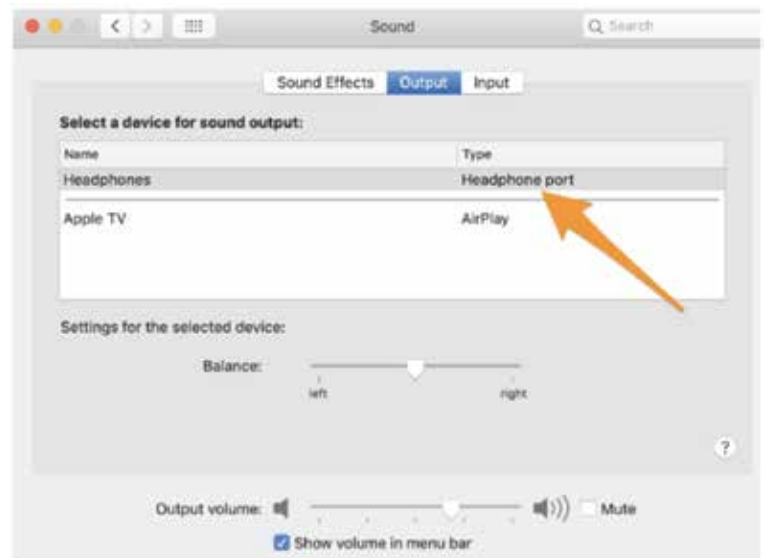 Sound
Search
Sound Effects Output Input
Select a device for sound output:
Name Type
Headphones Headphone port
Apple TV AirPlay
Settings for the selected device:
Balance:
left right
?
Output volume: Mute
Show volume in menu bar